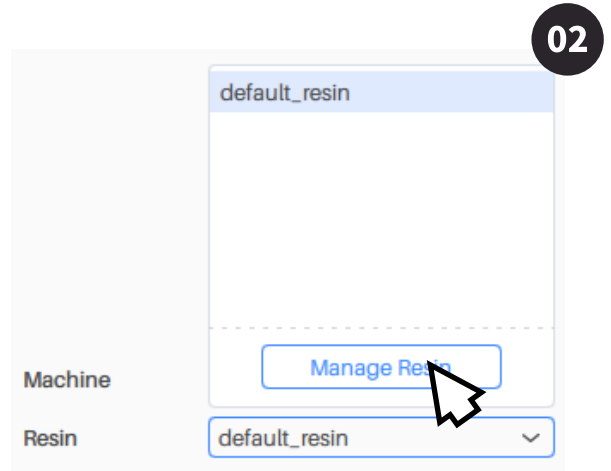 02
default_resin
Manage Resin
Machine
Resin
default_resin